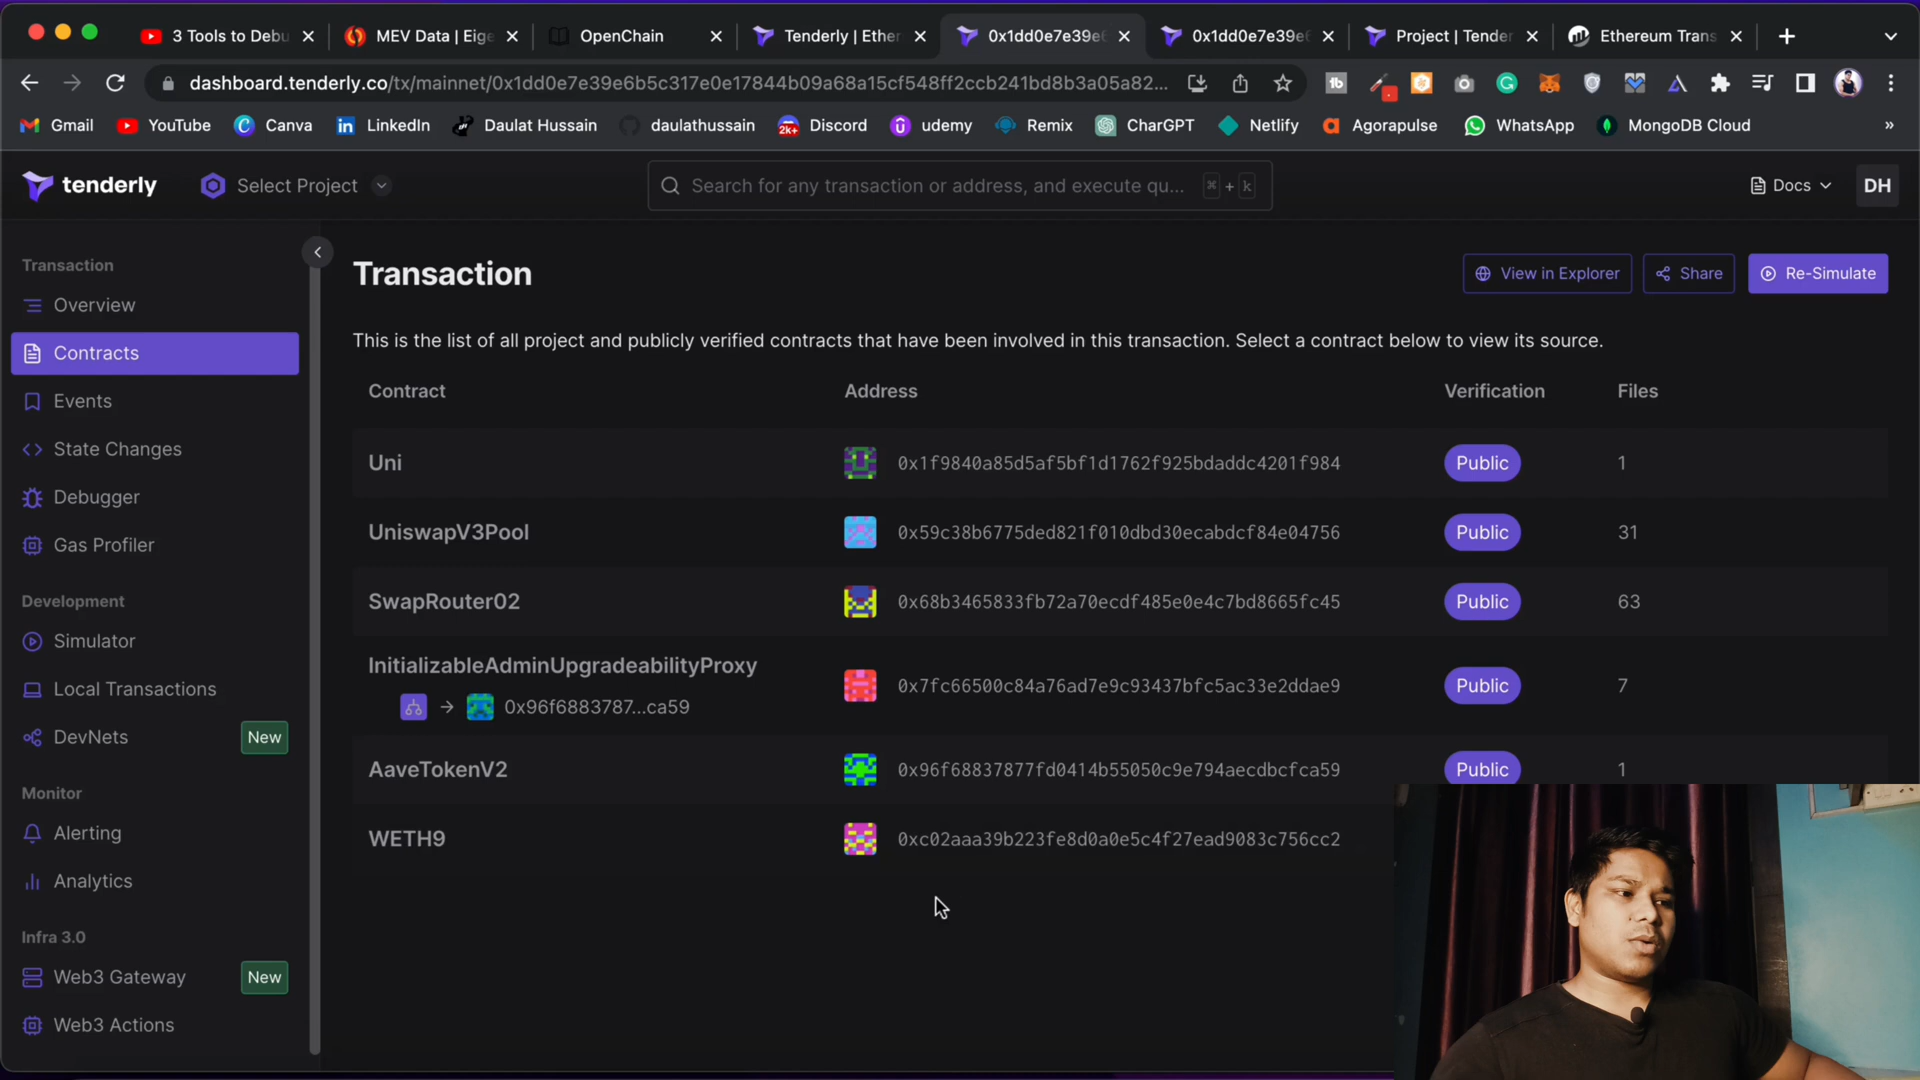 3 Tools to Debu
MEV Data | Eige
OpenChain
Tenderly | Ether
0x1dd0e7e39e6
0x1dd0e7e39e6
Project | Tender
Ethereum Trans
dashboard.tenderly.co/tx/mainnet/0x1dd0e7e39e6b5c317e0e17844b09a68a15cf548ff2ccb241bd8b3a05a82...
Gmail
YouTube
Canva
LinkedIn
Daulat Hussain
daulathussain
2k+
Discord
udemy
Remix
CharGPT
Netlify
Agorapulse
WhatsApp
MongoDB Cloud
»
tenderly
Select Project
Search for any transaction or address, and execute qu...
⌘ + k
Docs
DH
Transaction
Overview
Contracts
Events
State Changes
Debugger
Gas Profiler
Development
Simulator
Local Transactions
DevNets
New
Monitor
Alerting
Analytics
Infra 3.0
Web3 Gateway
New
Web3 Actions
Transaction
View in Explorer
Share
Re-Simulate
This is the list of all project and publicly verified contracts that have been involved in this transaction. Select a contract below to view its source.
Contract Address Verification Files
Uni 0x1f9840a85d5af5bf1d1762f925bdaddc4201f984 Public 1
UniswapV3Pool 0x59c38b6775ded821f010dbd30ecabdcf84e04756 Public 31
SwapRouter02 0x68b3465833fb72a70ecdf485e0e4c7bd8665fc45 Public 63
InitializableAdminUpgradeabilityProxy 0x7fc66500c84a76ad7e9c93437bfc5ac33e2ddae9 Public 7
0x96f6883787...ca59
AaveTokenV2 0x96f68837877fd0414b55050c9e794aecdbcfca59 Public 1
WETH9 0xc02aaa39b223fe8d0a0e5c4f27ead9083c756cc2